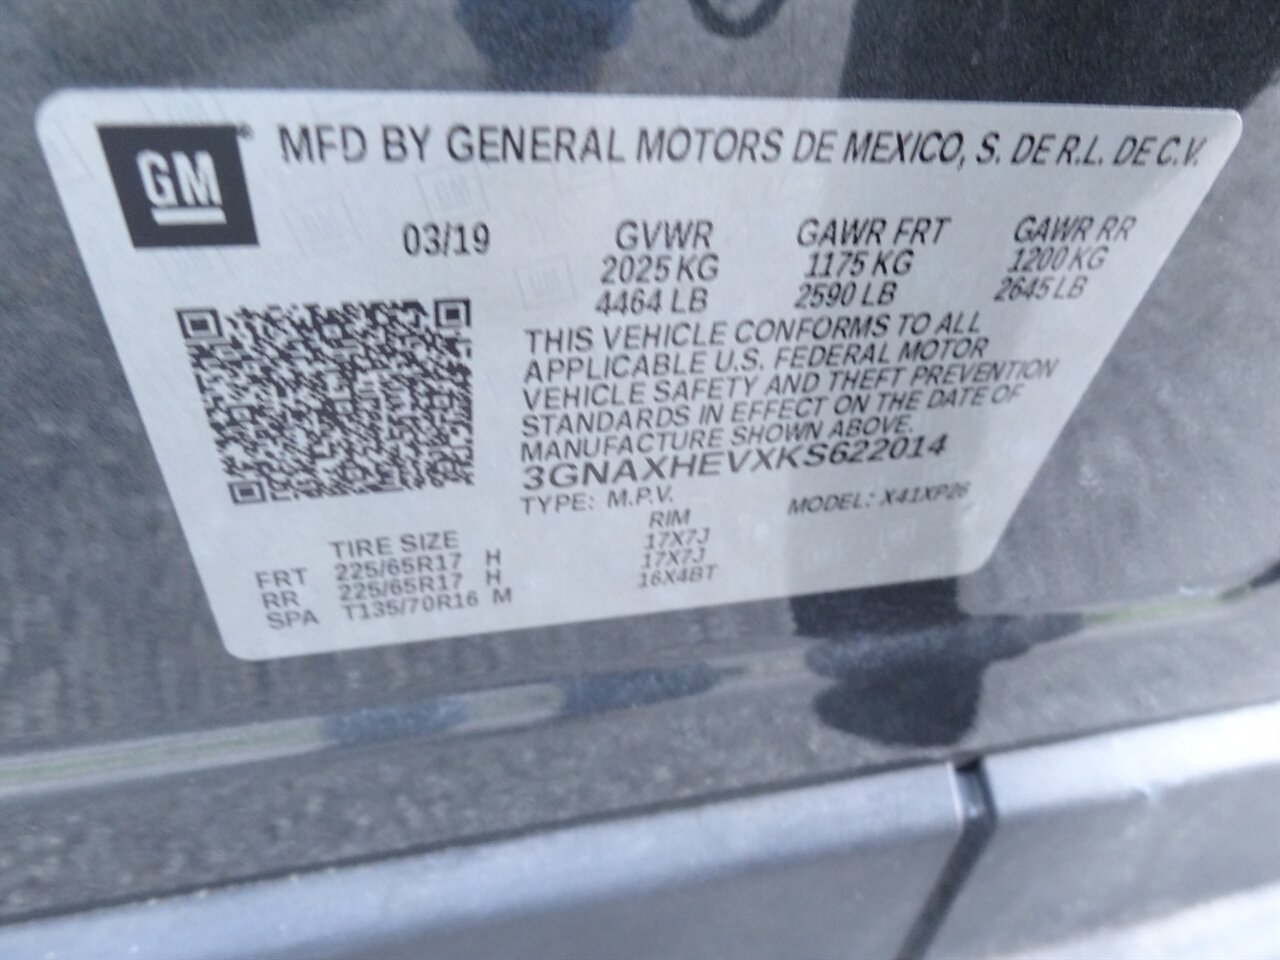 GM® MFD BY GENERAL MOTORS DE MEXICO, S. DE R.L. DE C.V.
03/19 GVWR GAWR FRT GAWR RR
2025 KG 1175 KG 1200 KG
4464 LB 2590 LB 2645 LB
THIS VEHICLE CONFORMS TO ALL
APPLICABLE U.S. FEDERAL MOTOR
VEHICLE SAFETY AND THEFT PREVENTION
STANDARDS IN EFFECT ON THE DATE OF
MANUFACTURE SHOWN ABOVE.
3GNAXHEVXKS622014
TYPE: M.P.V. MODEL: X41XP26
TIRE SIZE RIM
FRT 225/65R17 H 17X7J
RR 225/65R17 H 17X7J
SPA T135/70R16 M 16X4BT